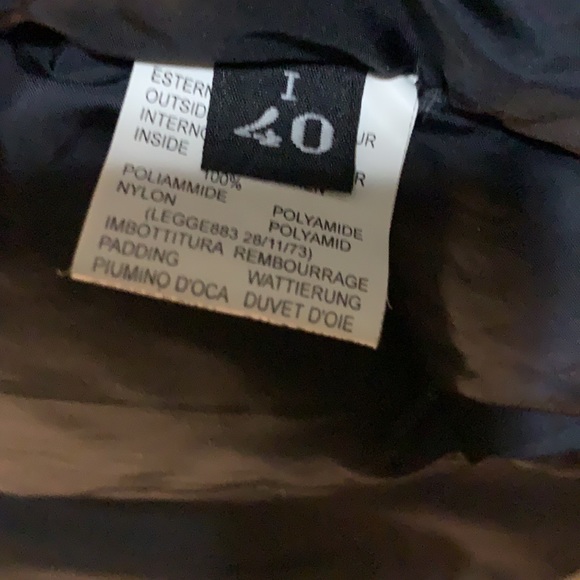 I
40
ESTERN
OUTSID
INTERNO
INSIDE
UR
R
100%
POLIAMMIDE POLYAMIDE
NYLON POLYAMID
(LEGGE883 28/11/73)
IMBOTTITURA REMBOURRAGE
PADDING WATTIERUNG
PIUMINO D'OCA DUVET D'OIE